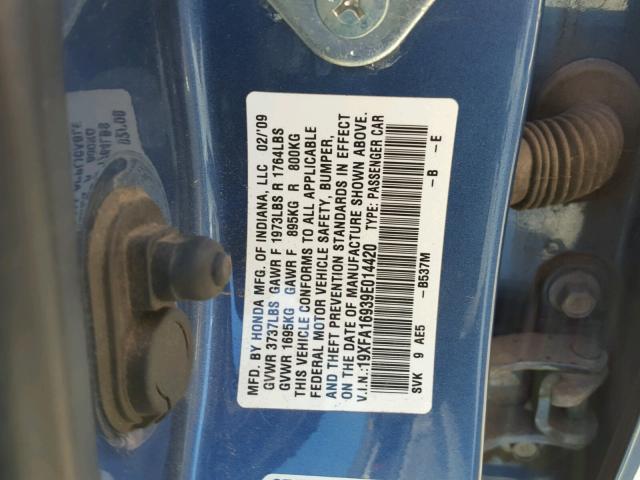 MFD. BY HONDA MFG. OF INDIANA, LLC 02/'09
GVWR 3737LBS GAWR F 1973LBS R 1764LBS
GVWR 1695KG GAWR F 895KG R 800KG
THIS VEHICLE CONFORMS TO ALL APPLICABLE
FEDERAL MOTOR VEHICLE SAFETY, BUMPER,
AND THEFT PREVENTION STANDARDS IN EFFECT
ON THE DATE OF MANUFACTURE SHOWN ABOVE.
V.I.N.:19XFA16939E014420 TYPE: PASSENGER CAR
SVK 9 AE5 -B537M -B -E